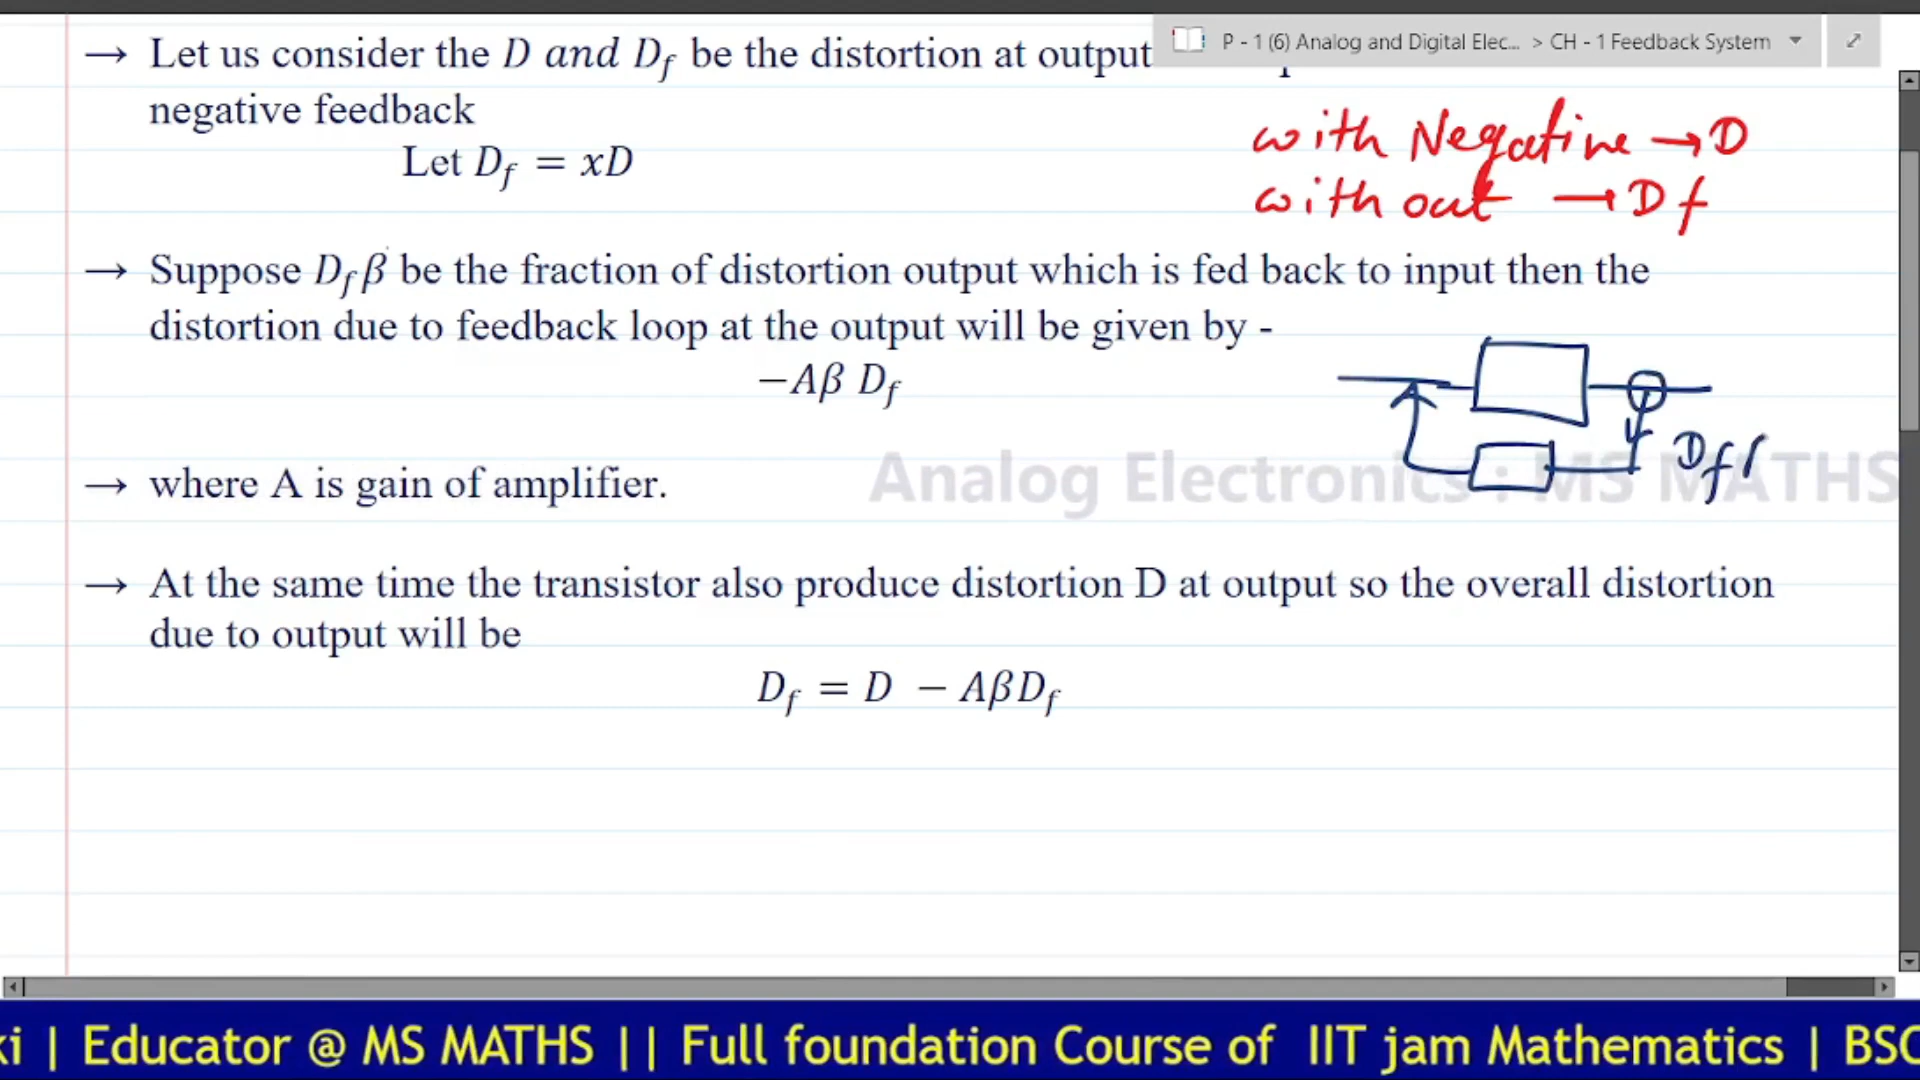 P - 1 (6) Analog and Digital Elec... > CH - 1 Feedback System
→ Let us consider the D and D_f be the distortion at output
negative feedback
Let D_f = xD
with Negative → D
without → Df
→ Suppose D_fβ be the fraction of distortion output which is fed back to input then the
distortion due to feedback loop at the output will be given by -
−Aβ D_f
Df
→ where A is gain of amplifier.
Analog Electronics : MS MATHS
→ At the same time the transistor also produce distortion D at output so the overall distortion
due to output will be
D_f = D − AβD_f
ki | Educator @ MS MATHS || Full foundation Course of IIT jam Mathematics | BSC